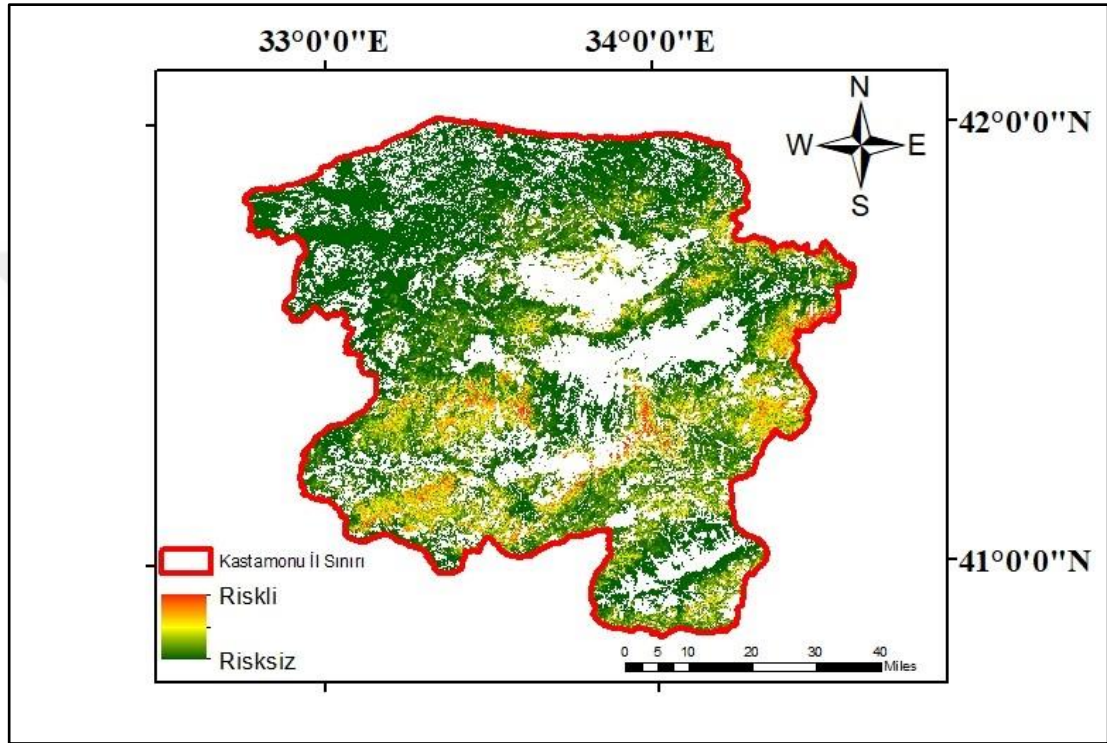 33°0'0"E 34°0'0"E
N
42°0'0"N
W E
S
41°0'0"N
Kastamonu İl Sınırı
Riskli
Risksiz
0 5 10 20 30 40
Miles